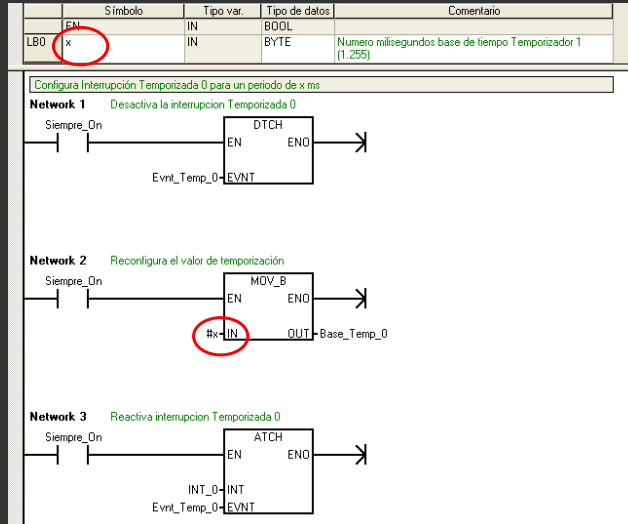 Símbolo Tipo var. Tipo de datos Comentario
EN IN BOOL
LB0 x IN BYTE Numero milisegundos base de tiempo Temporizador 1
(1.255)
Configura Interrupción Temporizada 0 para un periodo de x ms
Network 1 Desactiva la interrupcion Temporizada 0
Siempre_On DTCH
EN ENO
Evnt_Temp_0 EVNT
Network 2 Reconfigura el valor de temporización
Siempre_On MOV_B
EN ENO
#x IN OUT Base_Temp_0
Network 3 Reactiva interrupcion Temporizada 0
Siempre_On ATCH
EN ENO
INT_0 INT
Evnt_Temp_0 EVNT